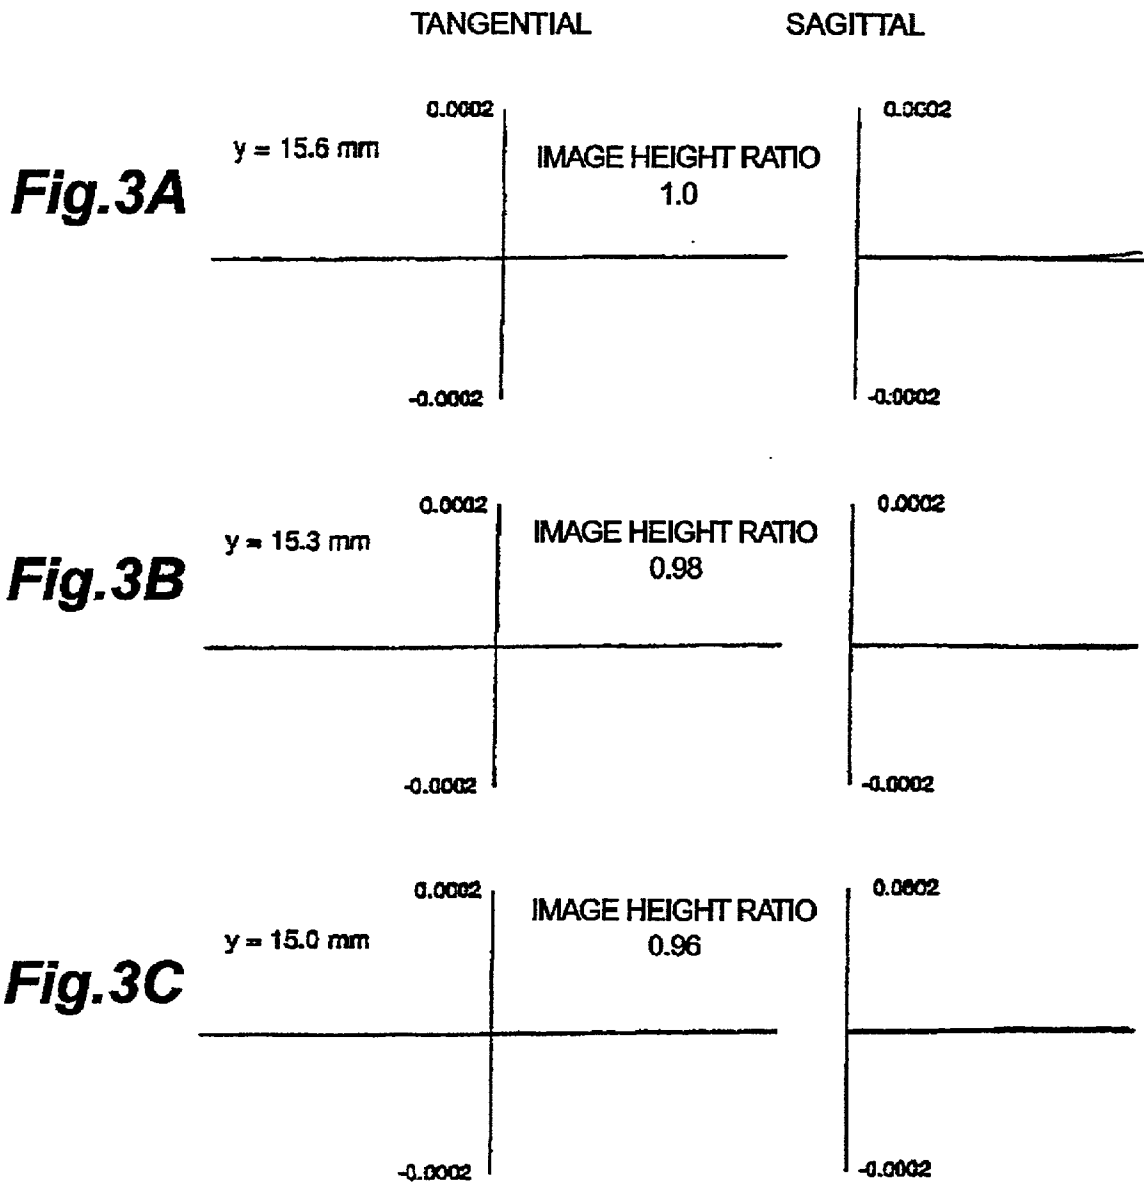 TANGENTIAL SAGITTAL
0.0002 0.0002
y = 15.6 mm
IMAGE HEIGHT RATIO
1.0
Fig.3A
-0.0002 -0.0002
0.0002 0.0002
y = 15.3 mm
IMAGE HEIGHT RATIO
0.98
Fig.3B
-0.0002 -0.0002
0.0002 0.0002
y = 15.0 mm
IMAGE HEIGHT RATIO
0.96
Fig.3C
-0.0002 -0.0002